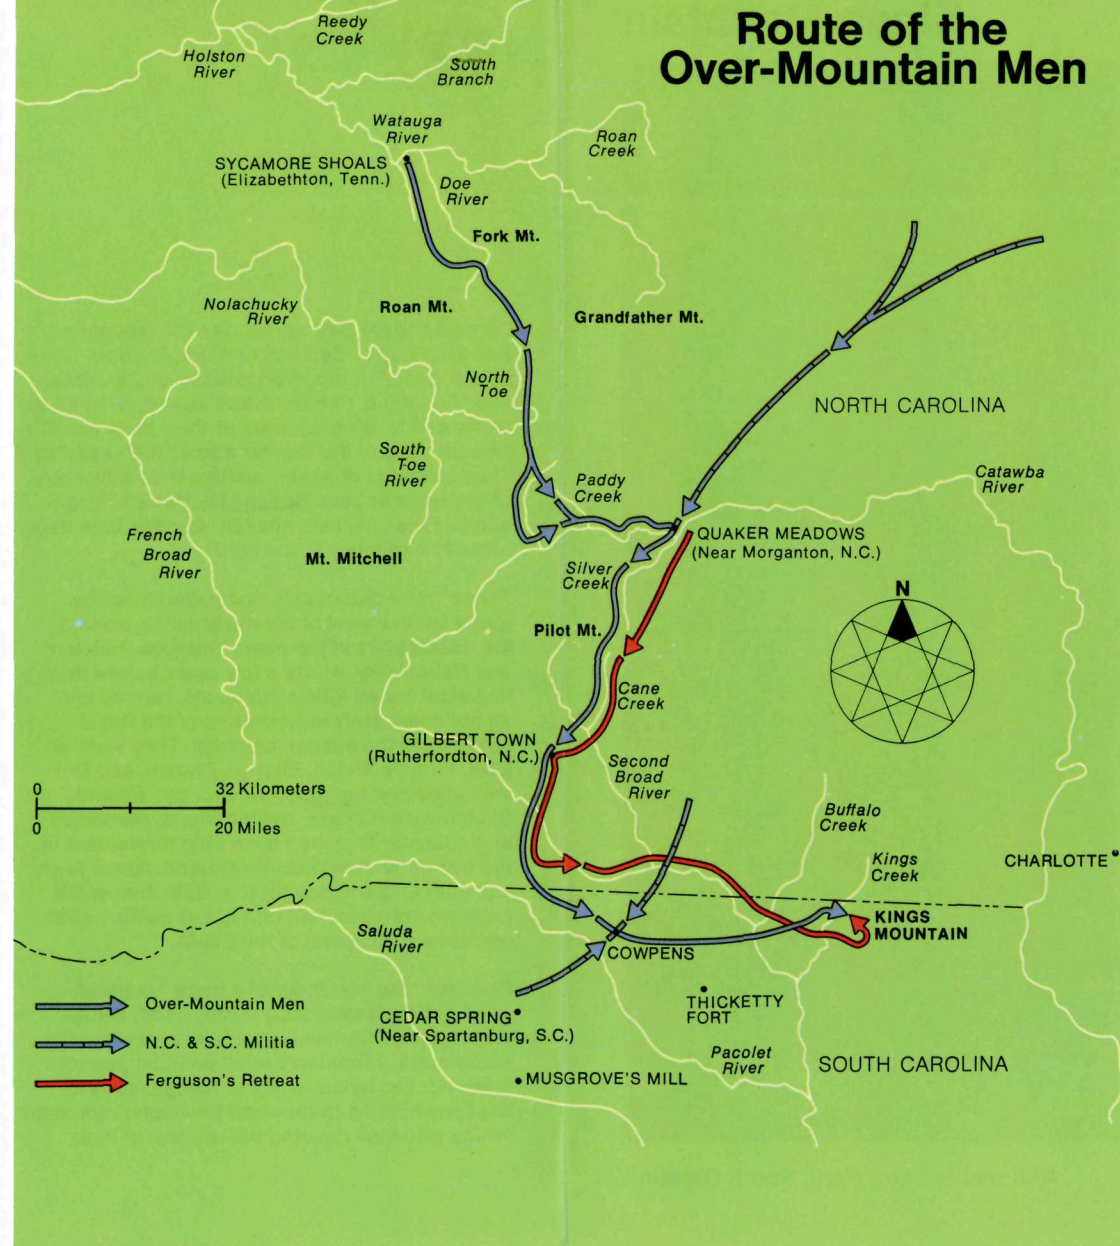 Route of the
Over-Mountain Men
Reedy
Creek
Holston
River
South
Branch
Watauga
River
Roan
Creek
SYCAMORE SHOALS
(Elizabethton, Tenn.)
Doe
River
Fork Mt.
Nolachucky
River
Roan Mt.
Grandfather Mt.
North
Toe
NORTH CAROLINA
South
Toe
River
Paddy
Creek
Catawba
River
French
Broad
River
Mt. Mitchell
QUAKER MEADOWS
(Near Morganton, N.C.)
Silver
Creek
N
Pilot Mt.
Cane
Creek
GILBERT TOWN
(Rutherfordton, N.C.)
Second
Broad
River
0 32 Kilometers
0 20 Miles
Buffalo
Creek
Kings
Creek
CHARLOTTE
Saluda
River
KINGS
MOUNTAIN
COWPENS
Over-Mountain Men
N.C. & S.C. Militia
Ferguson's Retreat
CEDAR SPRING
(Near Spartanburg, S.C.)
THICKETTY
FORT
Pacolet
River
SOUTH CAROLINA
MUSGROVE'S MILL